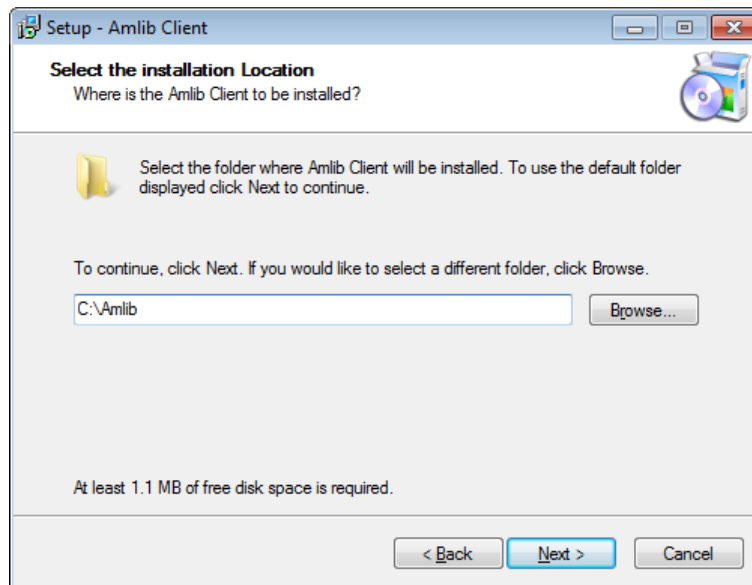 Setup - Amlib Client
Select the installation Location
Where is the Amlib Client to be installed?
Select the folder where Amlib Client will be installed. To use the default folder
displayed click Next to continue.
To continue, click Next. If you would like to select a different folder, click Browse.
C:\Amlib
Browse...
At least 1.1 MB of free disk space is required.
< Back
Next >
Cancel